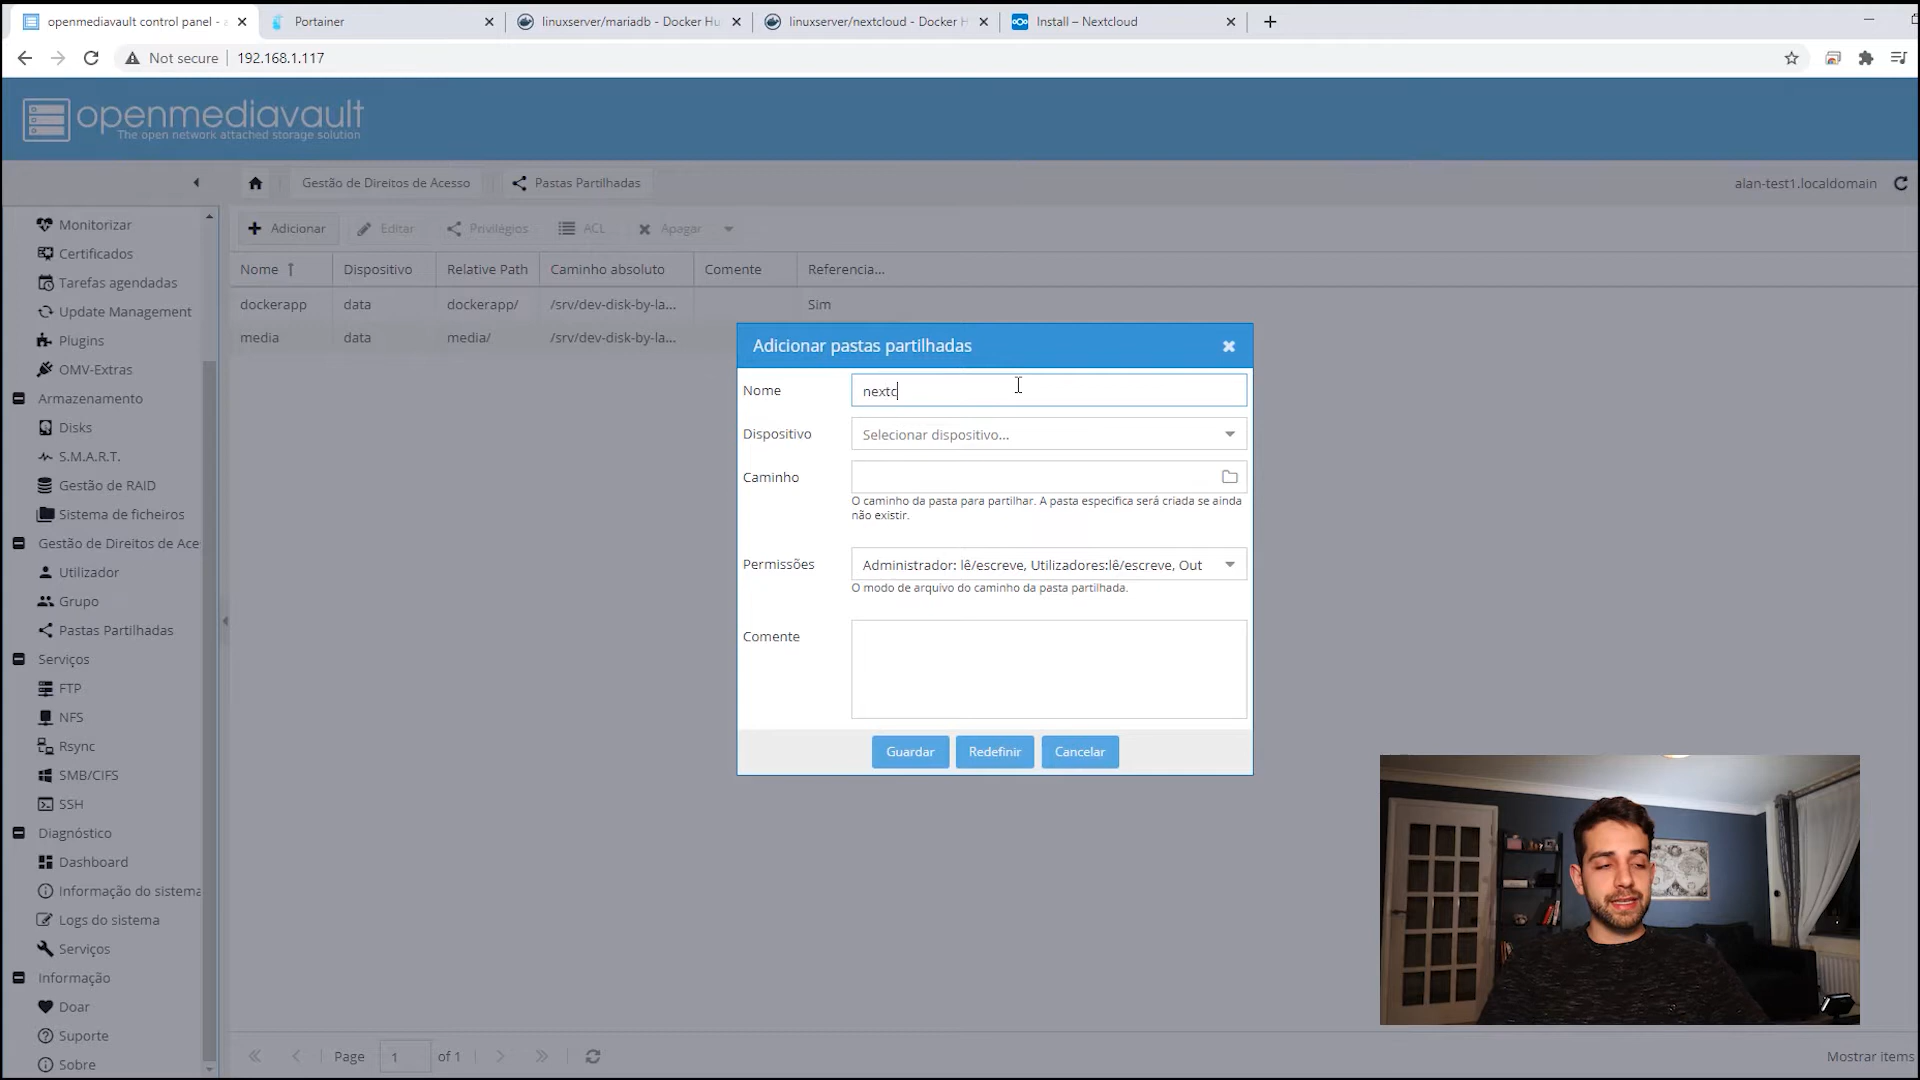 openmediavault control panel - a
Portainer
linuxserver/mariadb - Docker Hu
linuxserver/nextcloud - Docker H
Install – Nextcloud
Not secure
192.168.1.117
openmediavault
The open network attached storage solution
Gestão de Direitos de Acesso
Pastas Partilhadas
alan-test1.localdomain
Monitorizar
Certificados
Tarefas agendadas
Update Management
Plugins
OMV-Extras
Armazenamento
Disks
S.M.A.R.T.
Gestão de RAID
Sistema de ficheiros
Gestão de Direitos de Ace
Utilizador
Grupo
Pastas Partilhadas
Serviços
FTP
NFS
Rsync
SMB/CIFS
SSH
Diagnóstico
Dashboard
Informação do sistema
Logs do sistema
Serviços
Informação
Doar
Suporte
Sobre
Adicionar
Editar
Privilégios
ACL
Apagar
Nome
Dispositivo
Relative Path
Caminho absoluto
Comente
Referencia...
dockerapp
data
dockerapp/
/srv/dev-disk-by-la...
Sim
media
data
media/
/srv/dev-disk-by-la...
Adicionar pastas partilhadas
Nome
nextc
Dispositivo
Selecionar dispositivo...
Caminho
O caminho da pasta para partilhar. A pasta especifica será criada se ainda
não existir.
Permissões
Administrador: lê/escreve, Utilizadores:lê/escreve, Out
O modo de arquivo do caminho da pasta partilhada.
Comente
Guardar
Redefinir
Cancelar
Page
1
of 1
Mostrar items